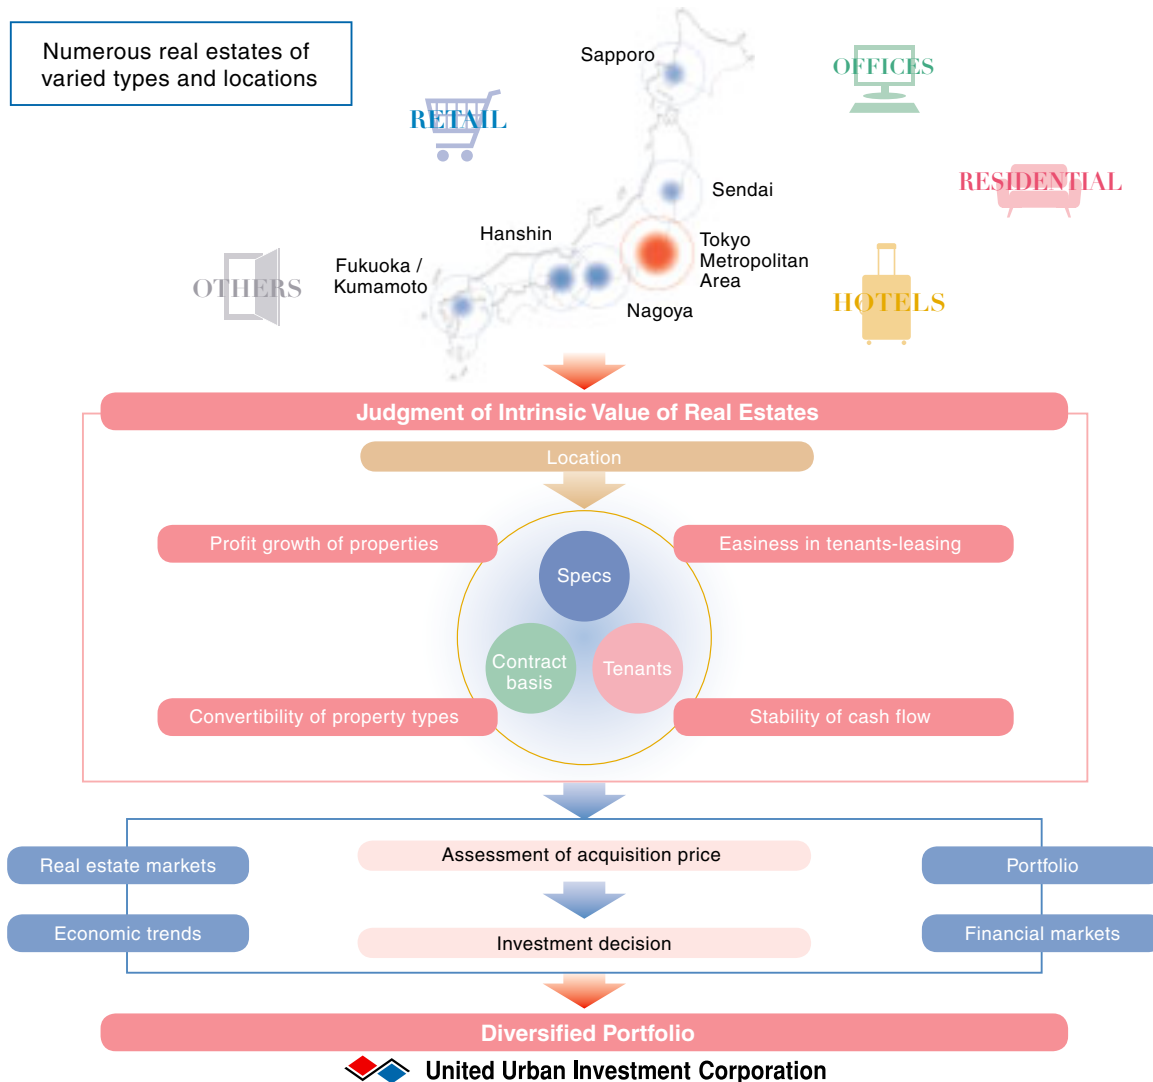 Numerous real estates of
varied types and locations
Sapporo
OFFICES
RETAIL
RESIDENTIAL
Sendai
Hanshin
Tokyo
Metropolitan
Area
Fukuoka /
Kumamoto
OTHERS
HOTELS
Nagoya
Judgment of Intrinsic Value of Real Estates
Location
Profit growth of properties
Easiness in tenants-leasing
Specs
Contract
basis
Tenants
Convertibility of property types
Stability of cash flow
Real estate markets
Assessment of acquisition price
Portfolio
Economic trends
Investment decision
Financial markets
Diversified Portfolio
United Urban Investment Corporation